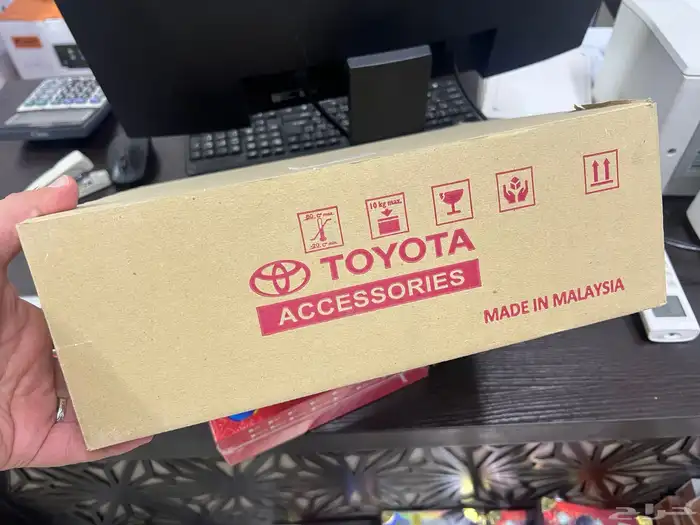 10 kg max.
TOYOTA
ACCESSORIES
MADE IN MALAYSIA